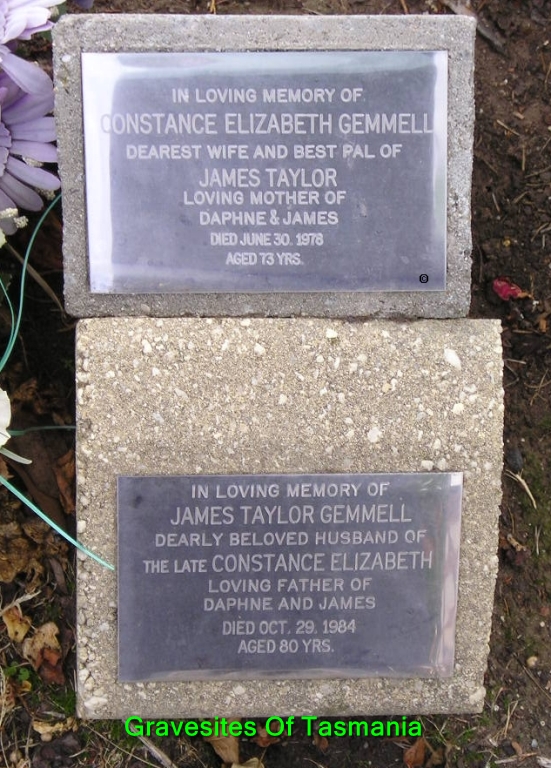 IN LOVING MEMORY OF
CONSTANCE ELIZABETH GEMMELL
DEAREST WIFE AND BEST PAL OF
JAMES TAYLOR
LOVING MOTHER OF
DAPHNE & JAMES
DIED JUNE 30. 1978
AGED 73 YRS.
©
IN LOVING MEMORY OF
JAMES TAYLOR GEMMELL
DEARLY BELOVED HUSBAND OF
THE LATE CONSTANCE ELIZABETH
LOVING FATHER OF
DAPHNE AND JAMES
DIED OCT. 29. 1984
AGED 80 YRS.
Gravesites Of Tasmania